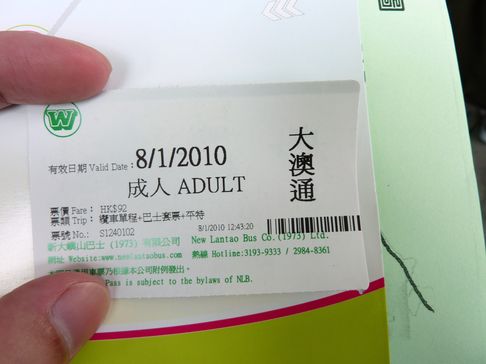 W
大澳通
有效日期 Valid Date : 8/1/2010
成人 ADULT
票價 Fare : HK$92
票類 Trip : 纜車單程+巴士套票+平特
票號 No. : S1240102
8/1/2010 12:43:20
新大嶼山巴士 (1973) 有限公司 New Lantao Bus Co. (1973) Ltd.
網址 Website:www.newlantaobus.com 熱線 Hotline:3193-9333 / 2984-8361
Pass is subject to the bylaws of NLB.